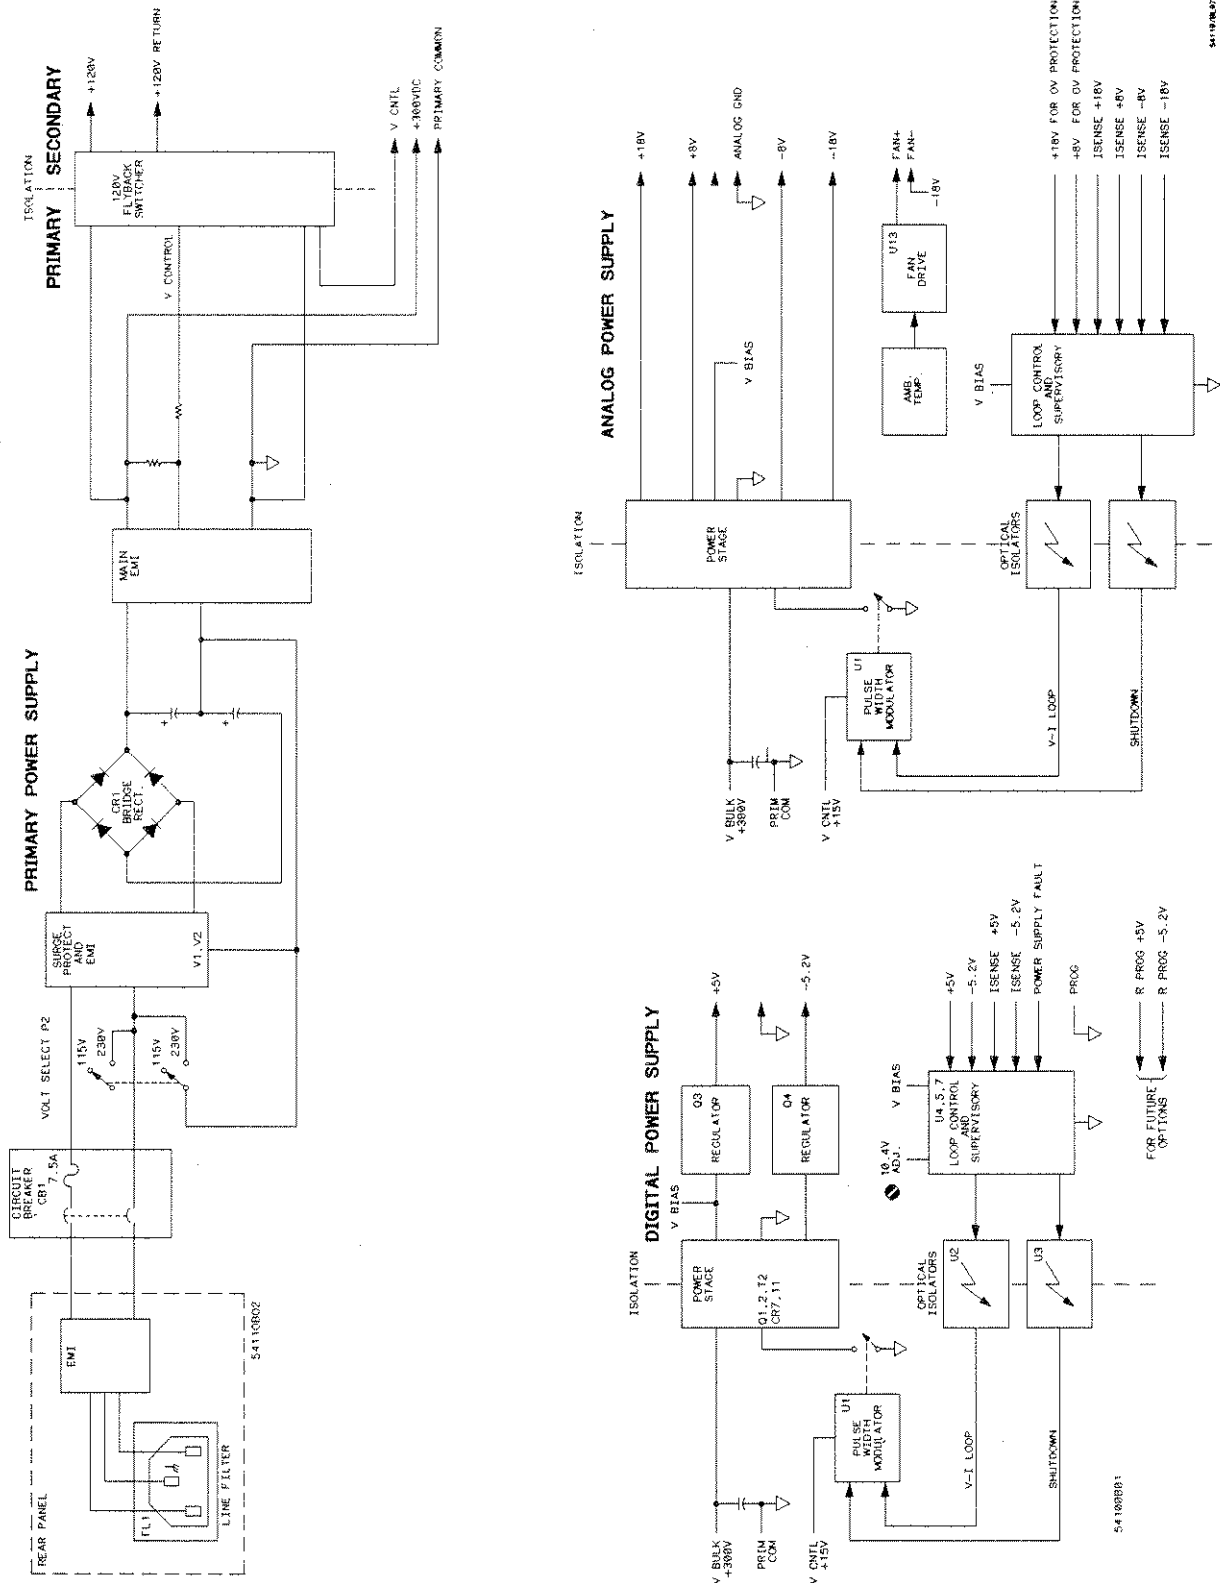 PRIMARY POWER SUPPLY
REAR PANEL
EMI
FL1
LINE FILTER
54110B02
CIRCUIT
BREAKER
CB1
7.5A
VOLT SELECT P2
115V
230V
115V
230V
SURGE
PROTECT
AND
EMI
V1,V2
CR1
BRIDGE
RECT.
+
+
MAIN
EMI
V CONTROL
ISOLATION
PRIMARY SECONDARY
120V
FLYBACK
SWITCHER
+120V
+120V RETURN
V CNTL
+300VDC
PRIMARY COMMON
DIGITAL POWER SUPPLY
ISOLATION
V BULK
+300V
PRIM
COM
V CNTL
+15V
POWER
STAGE
Q1,2,T2
CR7,11
V BIAS
Q3
REGULATOR
+5V
Q4
REGULATOR
-5.2V
U1
PULSE
WIDTH
MODULATOR
OPTICAL
ISOLATORS
U2
U3
V-I LOOP
SHUTDOWN
10.4V
ADJ.
V BIAS
U4,5,7
LOOP CONTROL
AND
SUPERVISORY
+5V
-5.2V
ISENSE +5V
ISENSE -5.2V
POWER SUPPLY FAULT
PROG
FOR FUTURE
OPTIONS
R PROG +5V
R PROG -5.2V
54100B01
ANALOG POWER SUPPLY
ISOLATION
V BULK
+300V
PRIM
COM
V CNTL
+15V
POWER
STAGE
V BIAS
+18V
+8V
ANALOG GND
-8V
-18V
U1
PULSE
WIDTH
MODULATOR
AMB.
TEMP.
U13
FAN
DRIVE
FAN+
FAN-
-18V
OPTICAL
ISOLATORS
V-I LOOP
SHUTDOWN
V BIAS
LOOP CONTROL
AND
SUPERVISORY
+18V FOR OV PROTECTION
+8V FOR OV PROTECTION
ISENSE +18V
ISENSE +8V
ISENSE -8V
ISENSE -18V